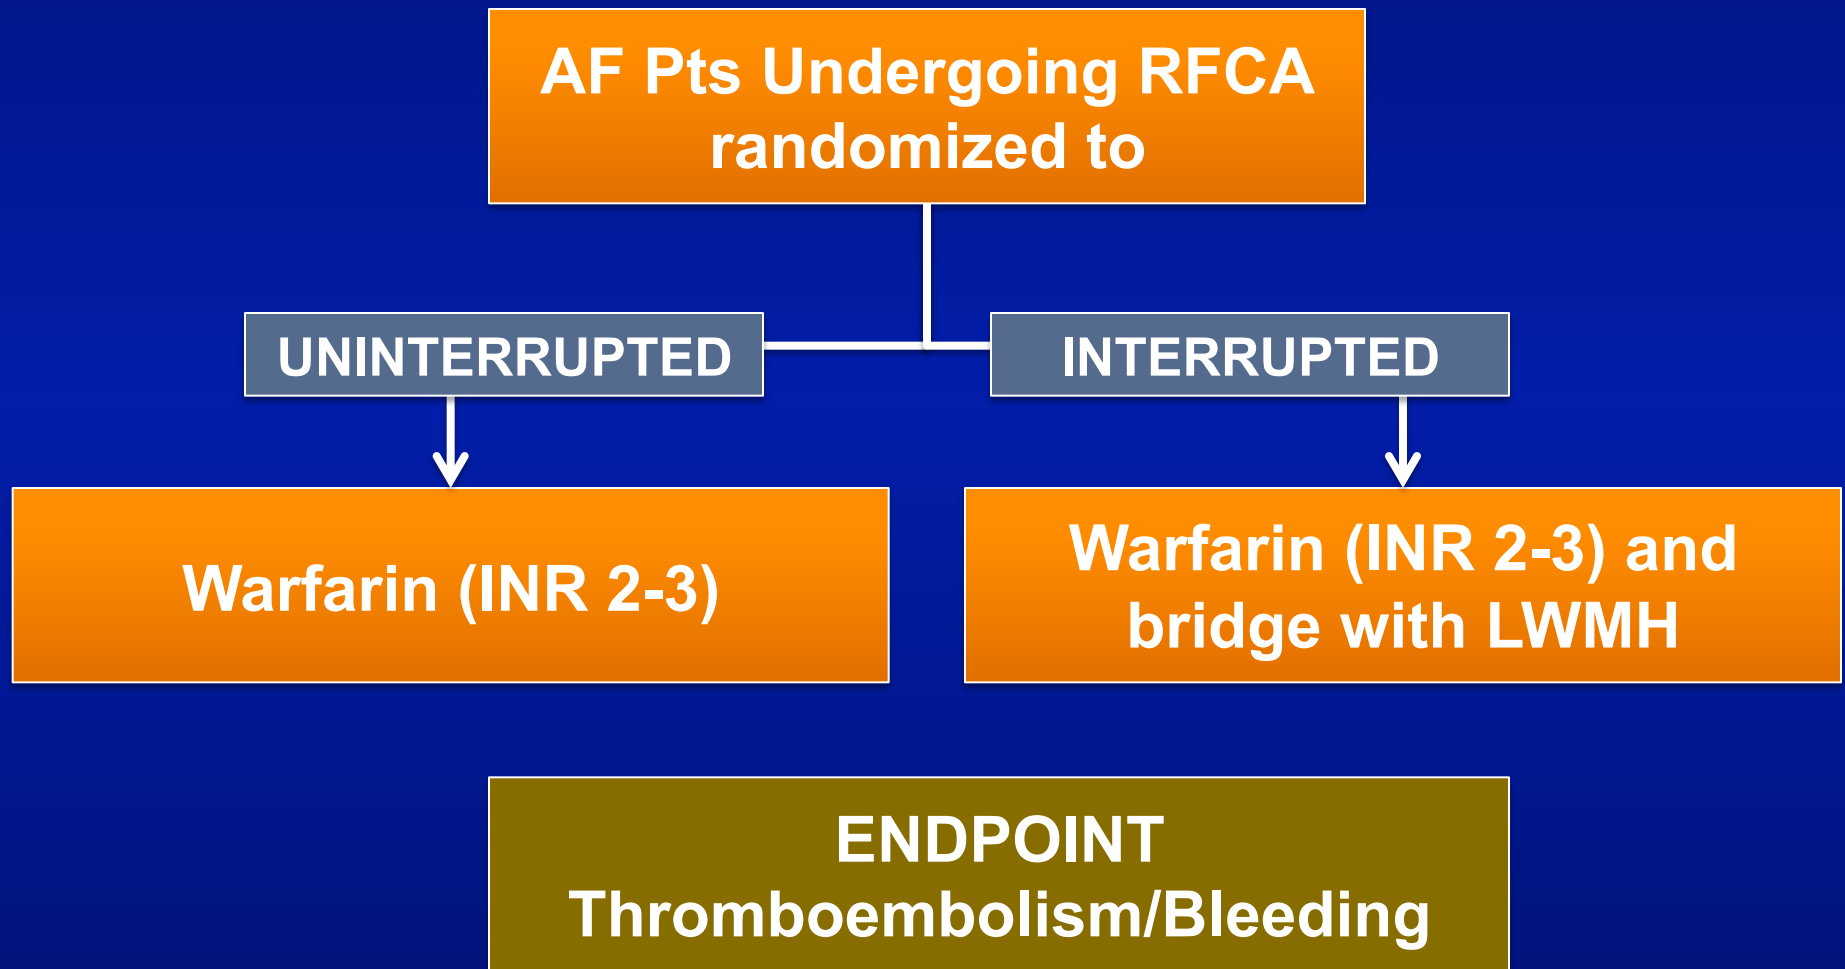 AF Pts Undergoing RFCA
randomized to
UNINTERRUPTED
INTERRUPTED
Warfarin (INR 2-3)
Warfarin (INR 2-3) and
bridge with LWMH
ENDPOINT
Thromboembolism/Bleeding